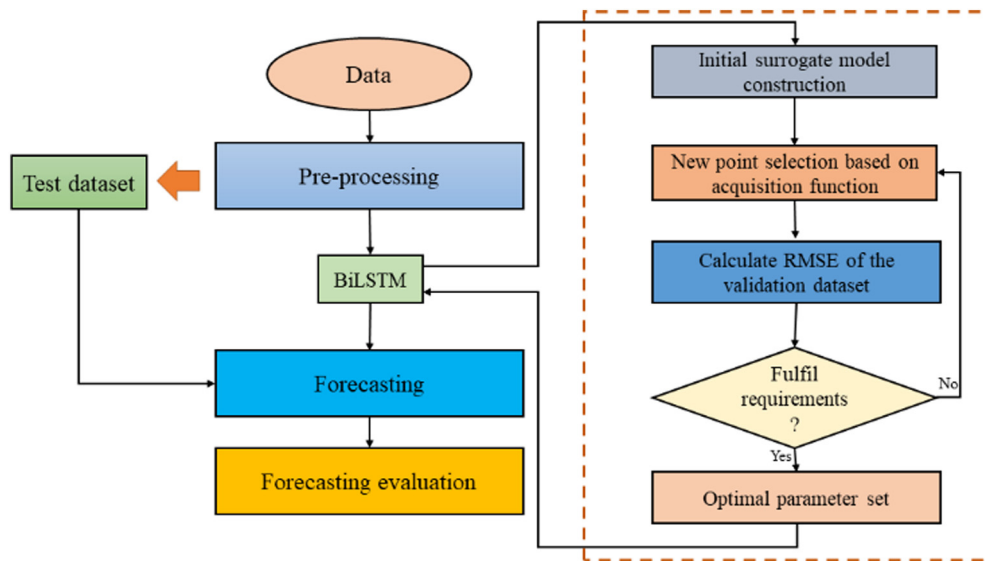 Data
Pre-processing
Test dataset
BiLSTM
Forecasting
Forecasting evaluation
Initial surrogate model
construction
New point selection based on
acquisition function
Calculate RMSE of the
validation dataset
Fulfil
requirements
?
No
Yes
Optimal parameter set